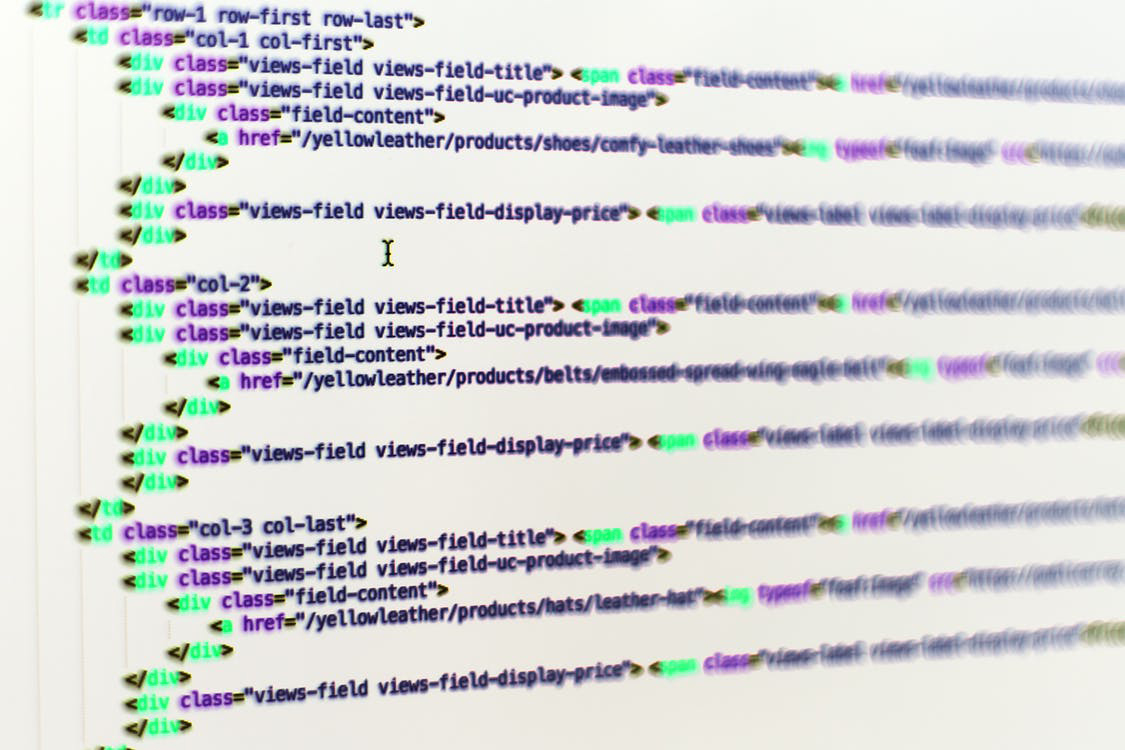 <tr class="row-1 row-first row-last">
<td class="col-1 col-first">
<div class="views-field views-field-title"> <span class="field-content"> href="/yellowleather/products/
<div class="views-field views-field-uc-product-image">
<div class="field-content">
<a href="/yellowleather/products/shoes/comfy-leather-shoes"><img typeof="foaf:Image" src="https://
</div>
</div>
<div class="views-field views-field-display-price"> <span class="views-label views-label-display-price">
</div>
</td>
<td class="col-2">
<div class="views-field views-field-title"> <span class="field-content"> href="/yellowleather/products/
<div class="views-field views-field-uc-product-image">
<div class="field-content">
<a href="/yellowleather/products/belts/embossed-spread-wing-eagle-belt"><img typeof="foaf:Image" src
</div>
</div>
<div class="views-field views-field-display-price"> <span class="views-label views-label-display-price">
</div>
</td>
<td class="col-3 col-last">
<div class="views-field views-field-title"> <span class="field-content"> href="/yellowleather/products/
<div class="views-field views-field-uc-product-image">
<div class="field-content">
<a href="/yellowleather/products/hats/leather-hat"><img typeof="foaf:Image" src="https://
</div>
</div>
<div class="views-field views-field-display-price"> <span class="views-label views-label-display-price">
</div>
</td>